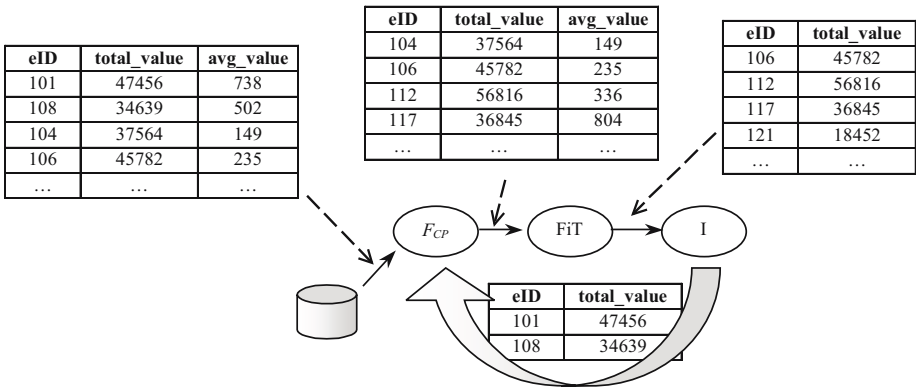 eID total_value avg_value
101 47456 738
108 34639 502
104 37564 149
106 45782 235
… … …
eID total_value avg_value
104 37564 149
106 45782 235
112 56816 336
117 36845 804
… … …
eID total_value
106 45782
112 56816
117 36845
121 18452
… …
F_CP FiT I
eID total_value
101 47456
108 34639